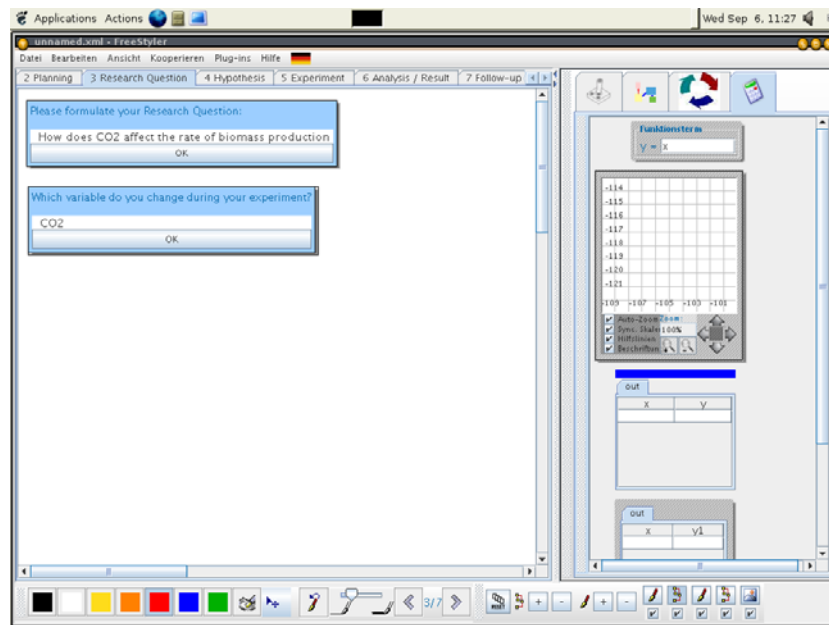 Applications Actions
Wed Sep 6, 11:27
unnamed.xml - FreeStyler
Datei Bearbeiten Ansicht Kooperieren Plug-ins Hilfe
2 Planning 3 Research Question 4 Hypothesis 5 Experiment 6 Analysis / Result 7 Follow-up
Please formulate your Research Question:
How does CO2 affect the rate of biomass production
OK
Which variable do you change during your experiment?
CO2
OK
Funktionsterm
y = x
-114
-115
-116
-117
-118
-119
-120
-121
-109 -107 -105 -103 -101
Auto-Zoom Zoom:
Sym. Skalier 100%
Hilfslinien
Beschriften
out
x y
out
x y1
3/7
+ - + -